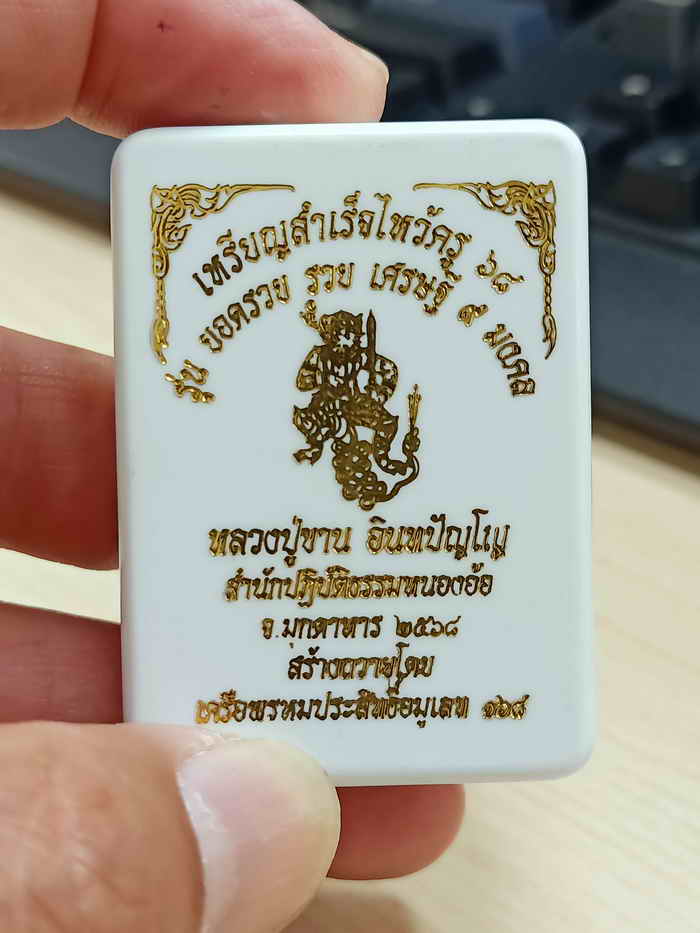 เหรียญสำเร็จไหว้ครู ๖๘
รุ่น ยอดรวย รวย เศรษฐี ๕ มงคล
หลวงปู่ขาน อินทปัญโญ
สำนักปฏิบัติธรรมหนองอ้อ
จ.มุกดาหาร ๒๕๖๘
สร้างถวายโดย
เครือพรหมประสิทธิ์อมูเลท ๑๖๘